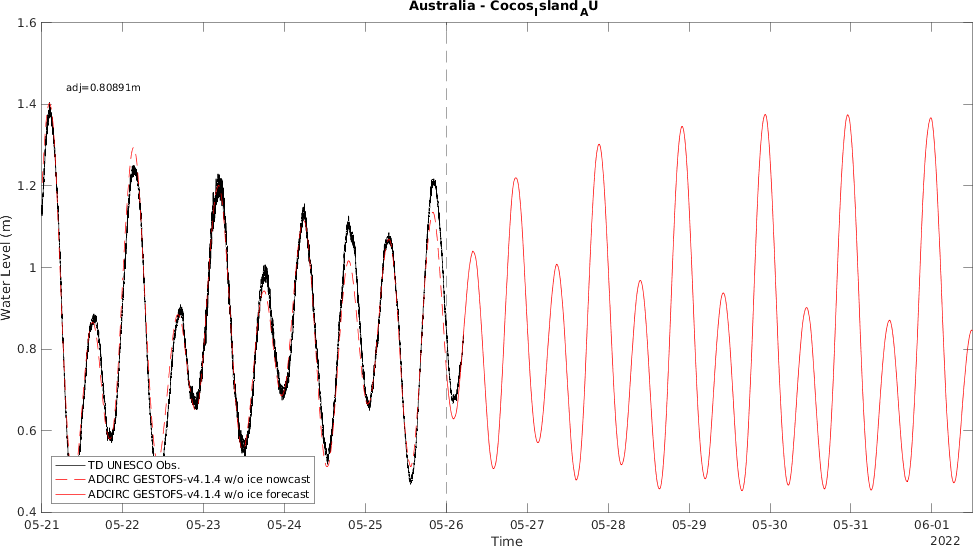 Australia - CocosIslandAU
1.6
adj=0.80891m
1.4
1.2
1
0.8
0.6
0.4
Water Level (m)
TD UNESCO Obs.
ADCIRC GESTOFS-v4.1.4 w/o ice nowcast
ADCIRC GESTOFS-v4.1.4 w/o ice forecast
05-21 05-22 05-23 05-24 05-25 05-26 05-27 05-28 05-29 05-30 05-31 06-01
Time
2022